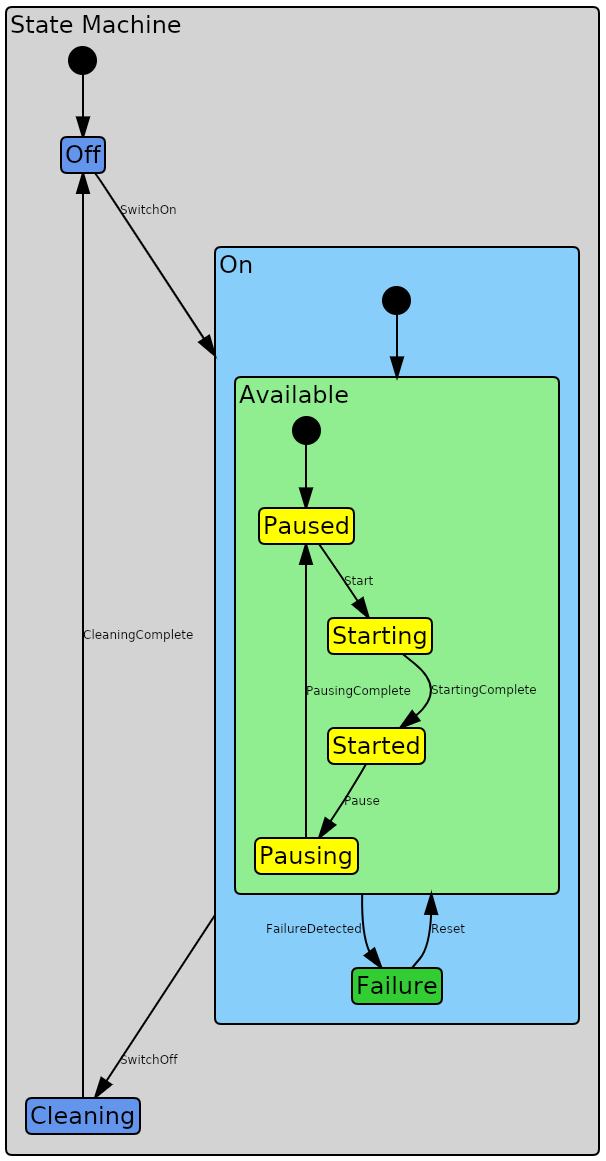 State Machine
Off
SwitchOn
On
Available
Paused
Start
Starting
CleaningComplete
PausingComplete
StartingComplete
Started
Pause
Pausing
FailureDetected
Reset
Failure
SwitchOff
Cleaning